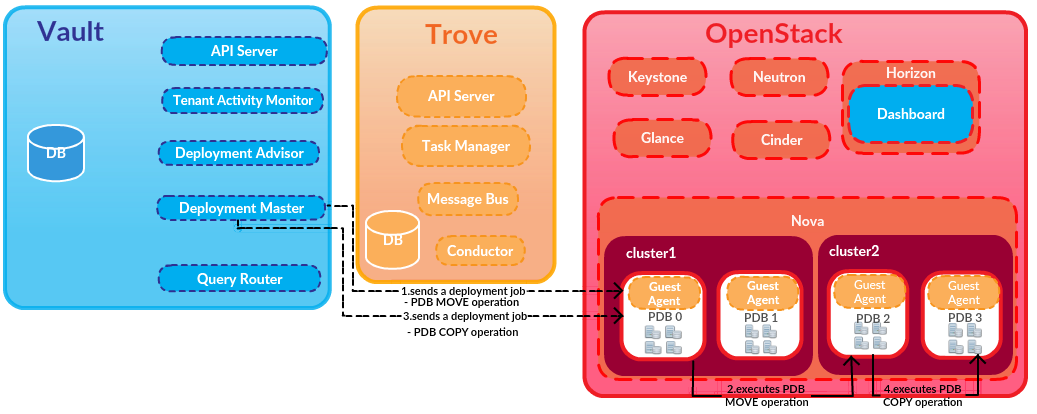 Vault
API Server
Tenant Activity Monitor
DB
Deployment Advisor
Deployment Master
Query Router
Trove
API Server
Task Manager
Message Bus
DB
Conductor
OpenStack
Keystone
Neutron
Horizon
Dashboard
Glance
Cinder
Nova
cluster1
Guest
Agent
PDB 0
Guest
Agent
PDB 1
cluster2
Guest
Agent
PDB 2
Guest
Agent
PDB 3
1.sends a deployment job
- PDB MOVE operation
3.sends a deployment job
- PDB COPY operation
2.executes PDB
MOVE operation
4.executes PDB
COPY operation